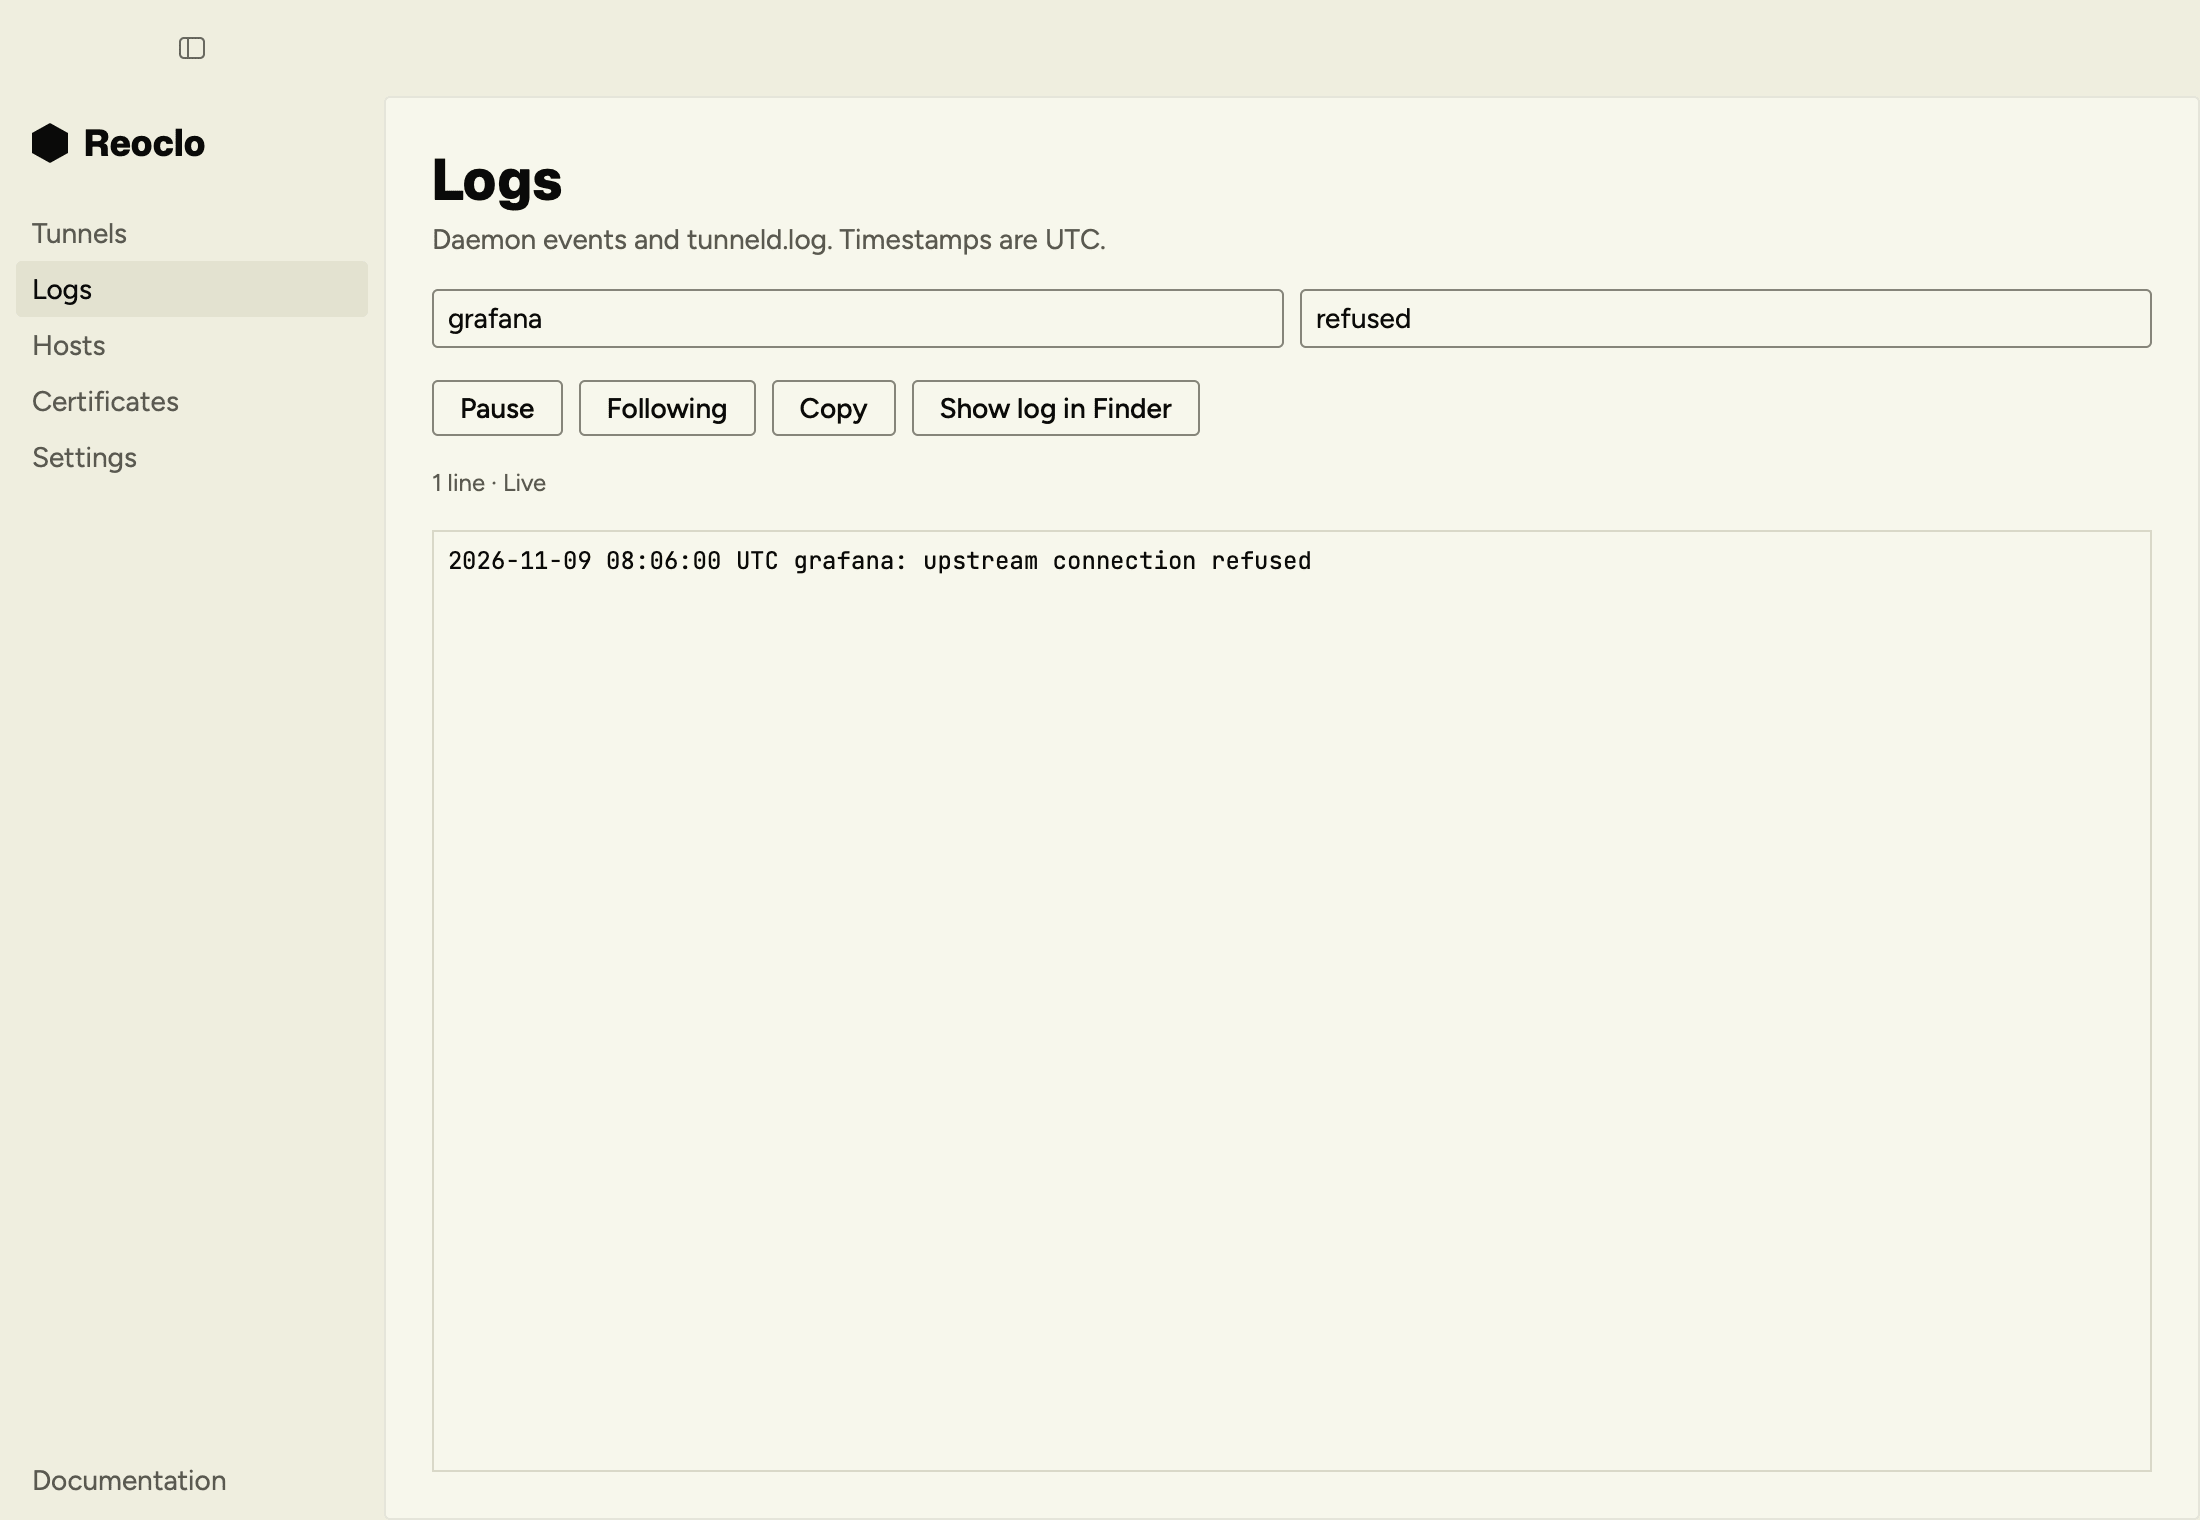 Reoclo
Tunnels
Logs
Hosts
Certificates
Settings
Documentation
Logs
Daemon events and tunneld.log. Timestamps are UTC.
grafana
refused
Pause
Following
Copy
Show log in Finder
1 line · Live
2026-11-09 08:06:00 UTC grafana: upstream connection refused